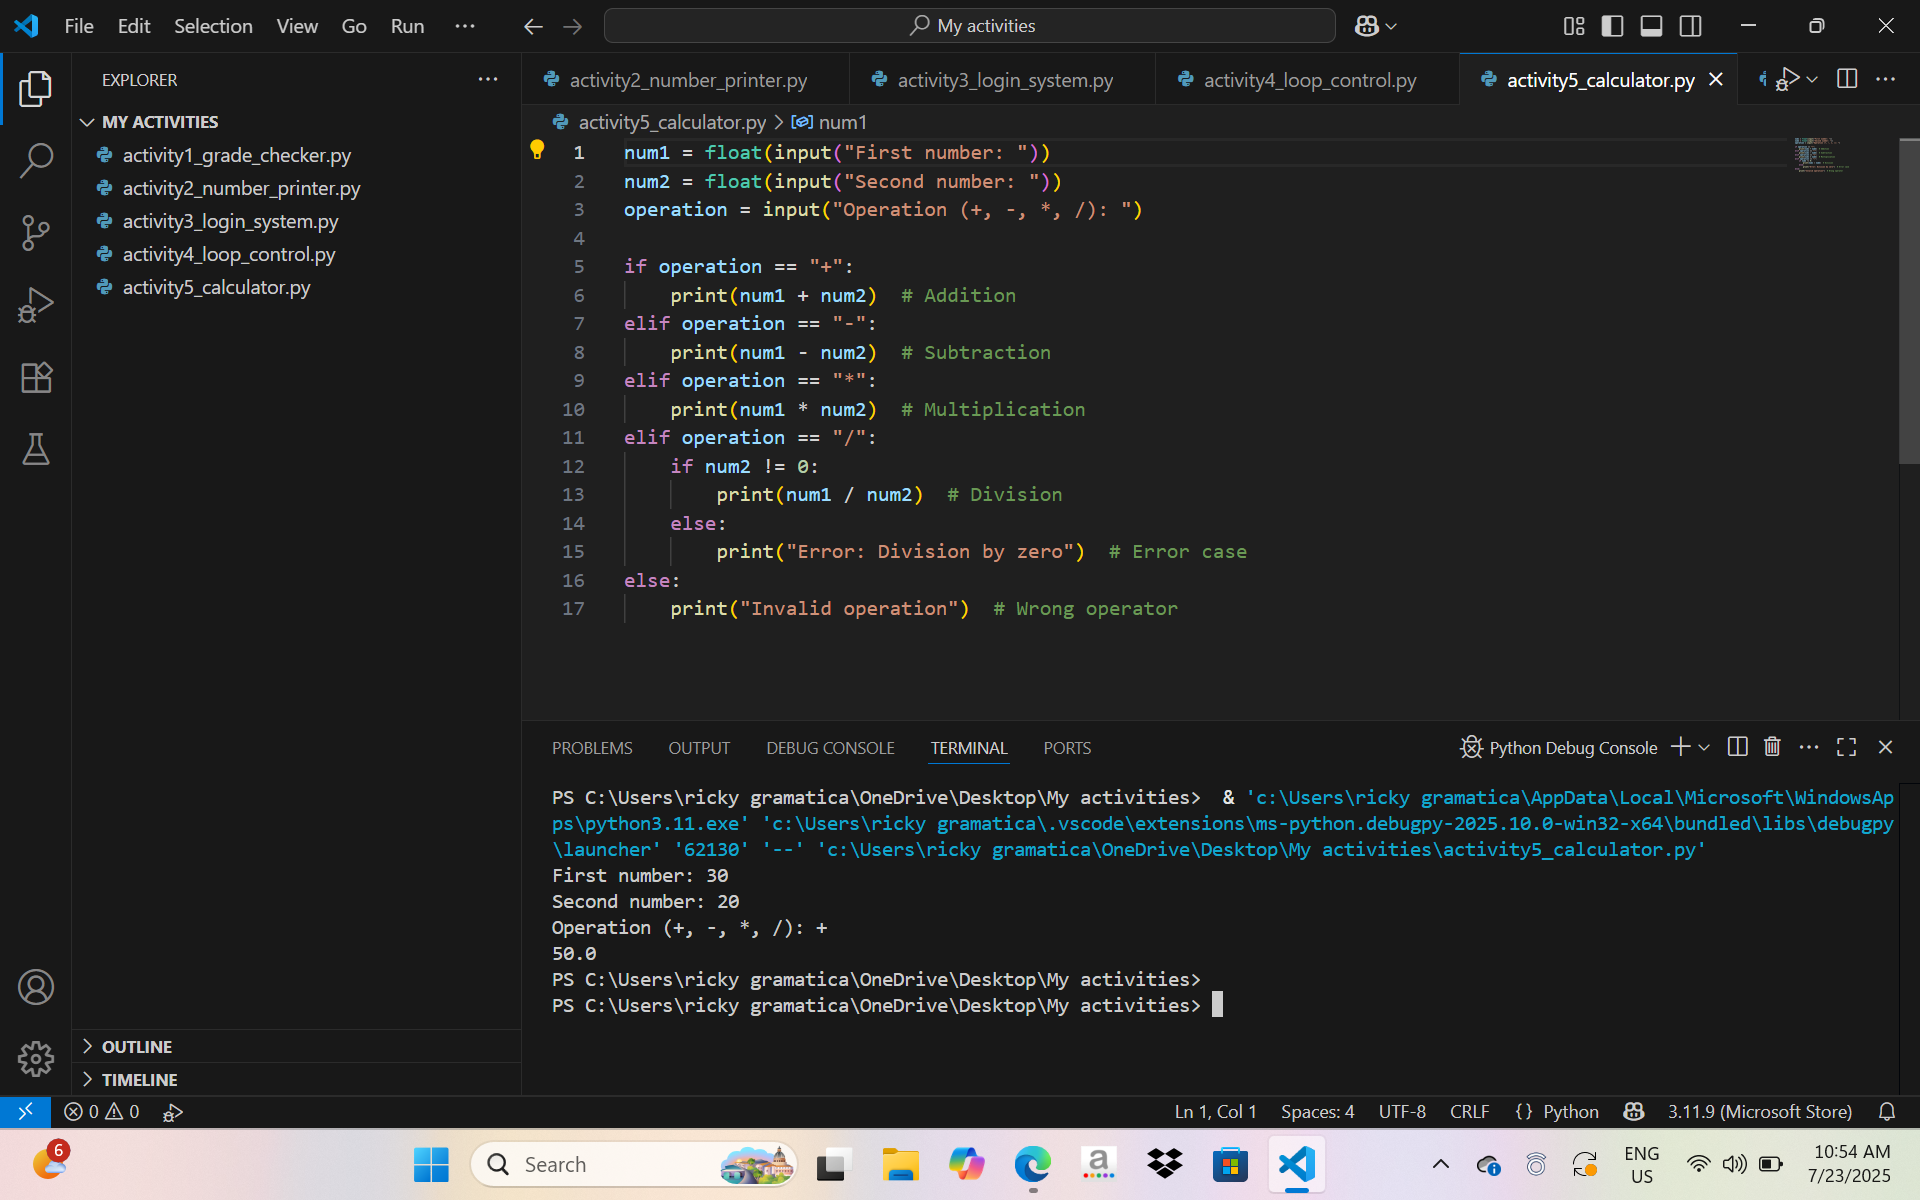 File Edit Selection View Go Run ···
My activities
EXPLORER
MY ACTIVITIES
activity1_grade_checker.py
activity2_number_printer.py
activity3_login_system.py
activity4_loop_control.py
activity5_calculator.py
OUTLINE
TIMELINE
activity2_number_printer.py activity3_login_system.py activity4_loop_control.py activity5_calculator.py
activity5_calculator.py > num1
1 num1 = float(input("First number: "))
2 num2 = float(input("Second number: "))
3 operation = input("Operation (+, -, *, /): ")
4
5 if operation == "+":
6 print(num1 + num2)  # Addition
7 elif operation == "-":
8 print(num1 - num2)  # Subtraction
9 elif operation == "*":
10 print(num1 * num2)  # Multiplication
11 elif operation == "/":
12 if num2 != 0:
13 print(num1 / num2)  # Division
14 else:
15 print("Error: Division by zero")  # Error case
16 else:
17 print("Invalid operation")  # Wrong operator
PROBLEMS OUTPUT DEBUG CONSOLE TERMINAL PORTS
Python Debug Console
PS C:\Users\ricky gramatica\OneDrive\Desktop\My activities>  & 'c:\Users\ricky gramatica\AppData\Local\Microsoft\WindowsAp
ps\python3.11.exe' 'c:\Users\ricky gramatica\.vscode\extensions\ms-python.debugpy-2025.10.0-win32-x64\bundled\libs\debugpy
\launcher' '62130' '--' 'c:\Users\ricky gramatica\OneDrive\Desktop\My activities\activity5_calculator.py'
First number: 30
Second number: 20
Operation (+, -, *, /): +
50.0
PS C:\Users\ricky gramatica\OneDrive\Desktop\My activities>
PS C:\Users\ricky gramatica\OneDrive\Desktop\My activities>
0 0
Ln 1, Col 1 Spaces: 4 UTF-8 CRLF {} Python 3.11.9 (Microsoft Store)
6
Search
a
ENG
US
10:54 AM
7/23/2025